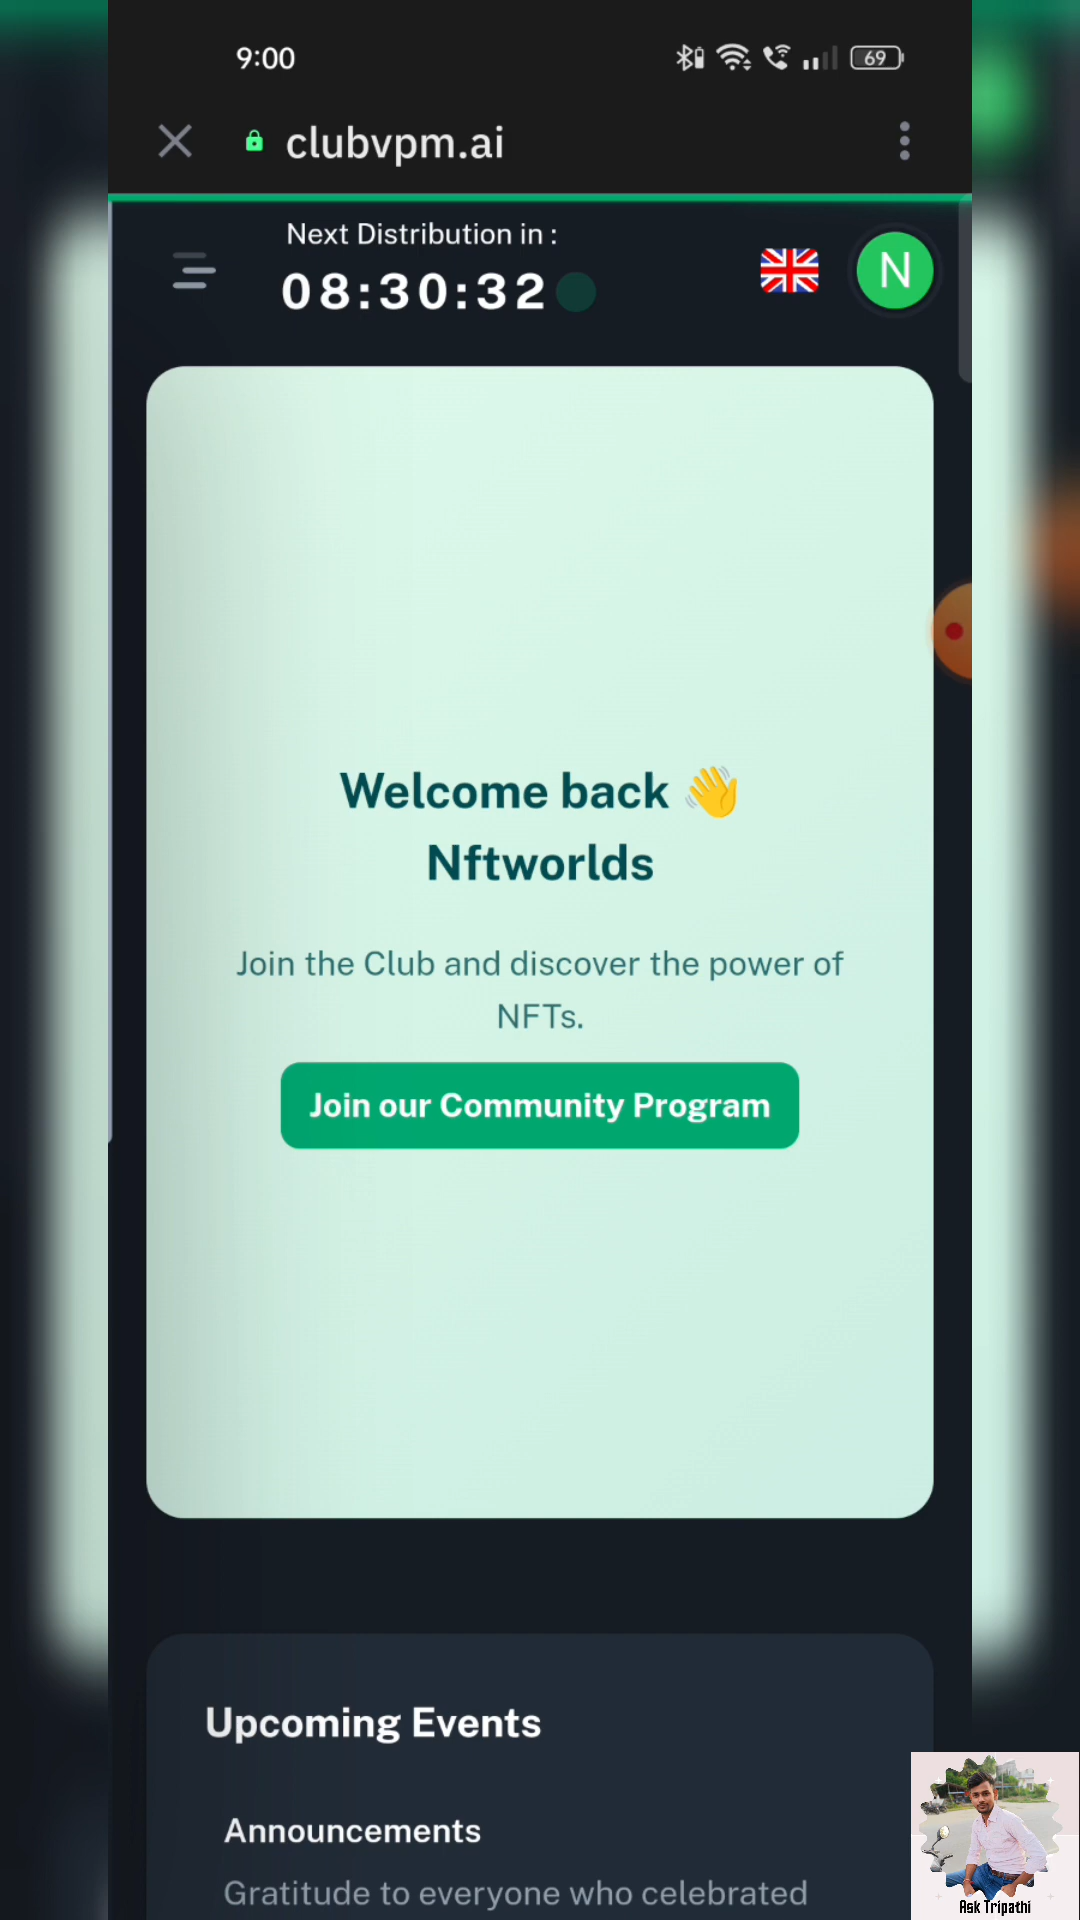 9:00
69
clubvpm.ai
Next Distribution in :
08:30:32
N
Welcome back 👋
Nftworlds
Join the Club and discover the power of
NFTs.
Join our Community Program
Upcoming Events
Announcements
Gratitude to everyone who celebrated
Ask Tripathi